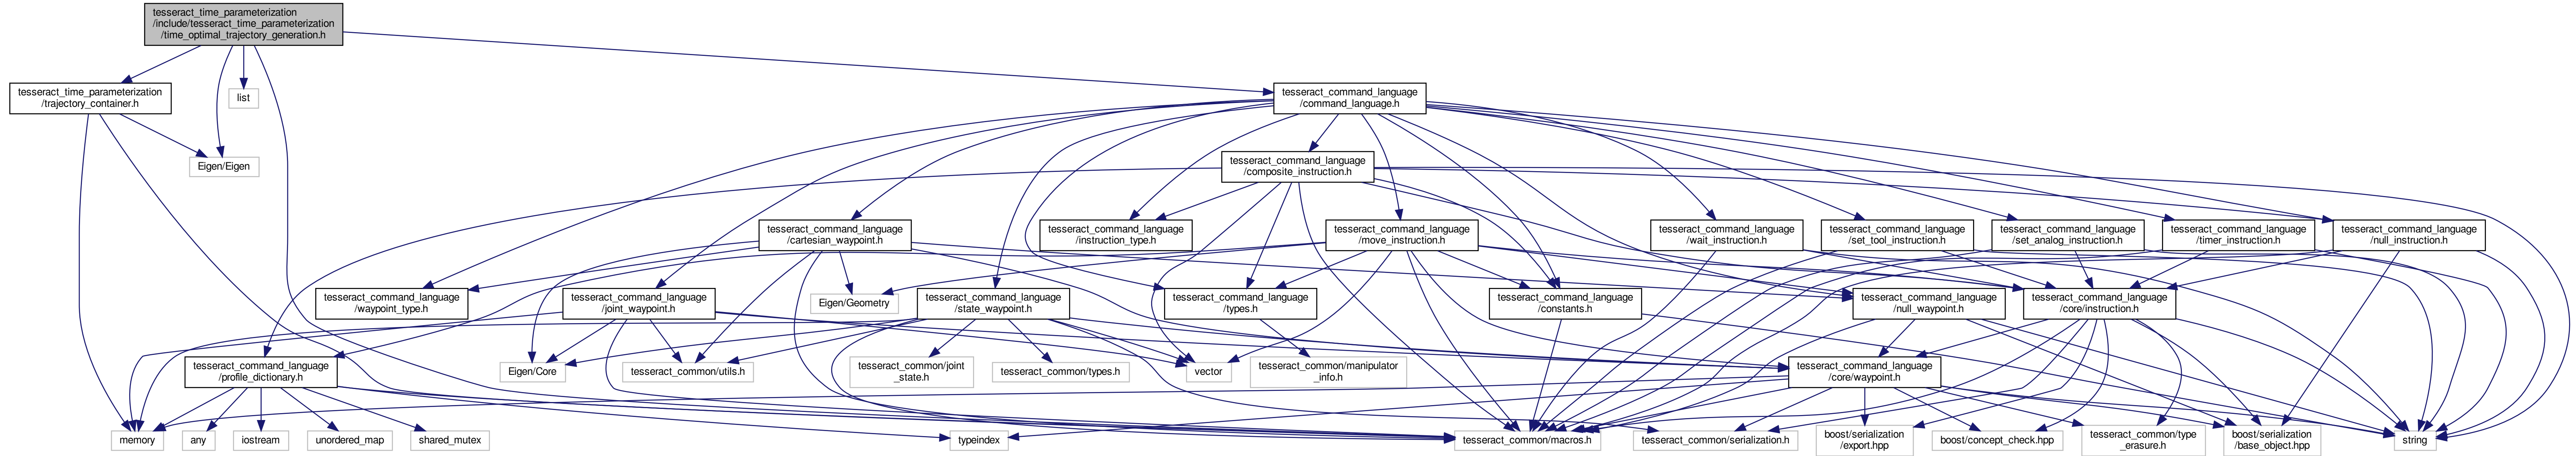 tesseract_time_parameterization
/include/tesseract_time_parameterization
/time_optimal_trajectory_generation.h
tesseract_time_parameterization
/trajectory_container.h
list
tesseract_command_language
/command_language.h
Eigen/Eigen
tesseract_command_language
/composite_instruction.h
tesseract_command_language
/cartesian_waypoint.h
tesseract_command_language
/instruction_type.h
tesseract_command_language
/move_instruction.h
tesseract_command_language
/wait_instruction.h
tesseract_command_language
/set_tool_instruction.h
tesseract_command_language
/set_analog_instruction.h
tesseract_command_language
/timer_instruction.h
tesseract_command_language
/null_instruction.h
tesseract_command_language
/waypoint_type.h
tesseract_command_language
/joint_waypoint.h
Eigen/Geometry
tesseract_command_language
/state_waypoint.h
tesseract_command_language
/types.h
tesseract_command_language
/constants.h
tesseract_command_language
/null_waypoint.h
tesseract_command_language
/core/instruction.h
tesseract_command_language
/profile_dictionary.h
Eigen/Core
tesseract_common/utils.h
tesseract_common/joint
_state.h
tesseract_common/types.h
vector
tesseract_common/manipulator
_info.h
tesseract_command_language
/core/waypoint.h
memory
any
iostream
unordered_map
shared_mutex
typeindex
tesseract_common/macros.h
tesseract_common/serialization.h
boost/serialization
/export.hpp
boost/concept_check.hpp
tesseract_common/type
_erasure.h
boost/serialization
/base_object.hpp
string